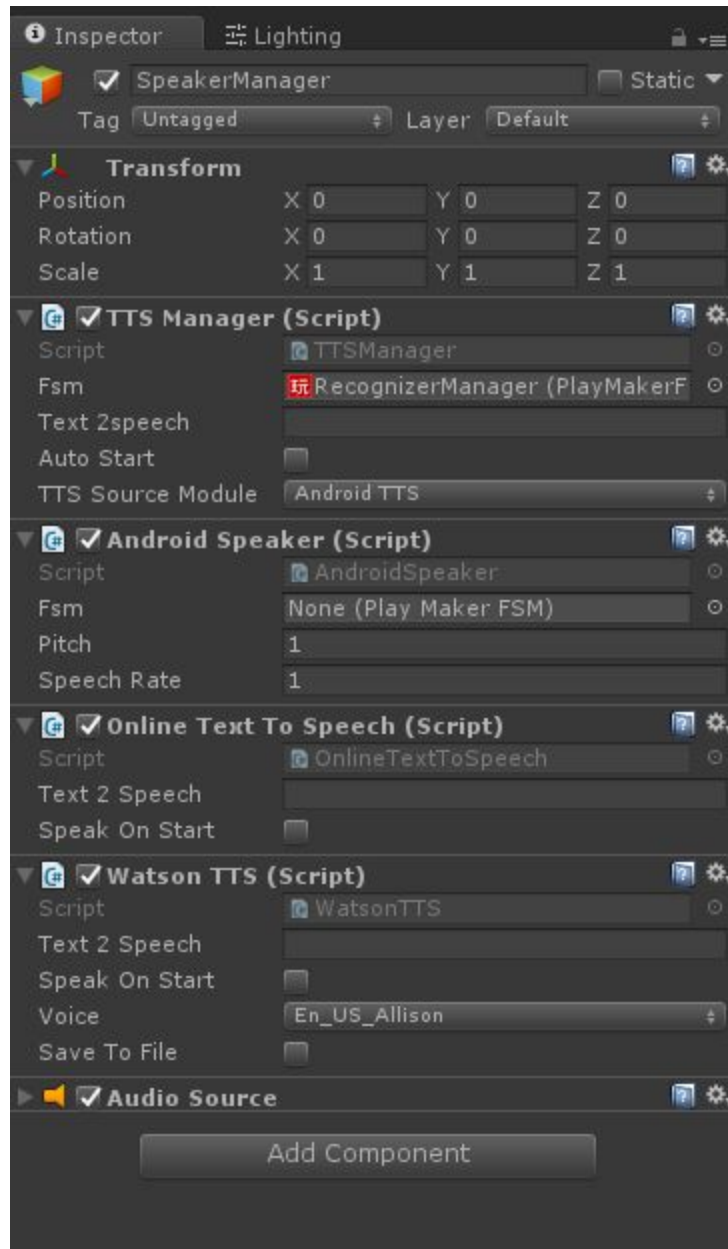 Inspector Lighting
SpeakerManager Static
Tag Untagged Layer Default
Transform
Position X 0 Y 0 Z 0
Rotation X 0 Y 0 Z 0
Scale X 1 Y 1 Z 1
TTS Manager (Script)
Script TTSManager
Fsm 玩 RecognizerManager (PlayMakerF
Text 2speech
Auto Start
TTS Source Module Android TTS
Android Speaker (Script)
Script AndroidSpeaker
Fsm None (Play Maker FSM)
Pitch 1
Speech Rate 1
Online Text To Speech (Script)
Script OnlineTextToSpeech
Text 2 Speech
Speak On Start
Watson TTS (Script)
Script WatsonTTS
Text 2 Speech
Speak On Start
Voice En_US_Allison
Save To File
Audio Source
Add Component